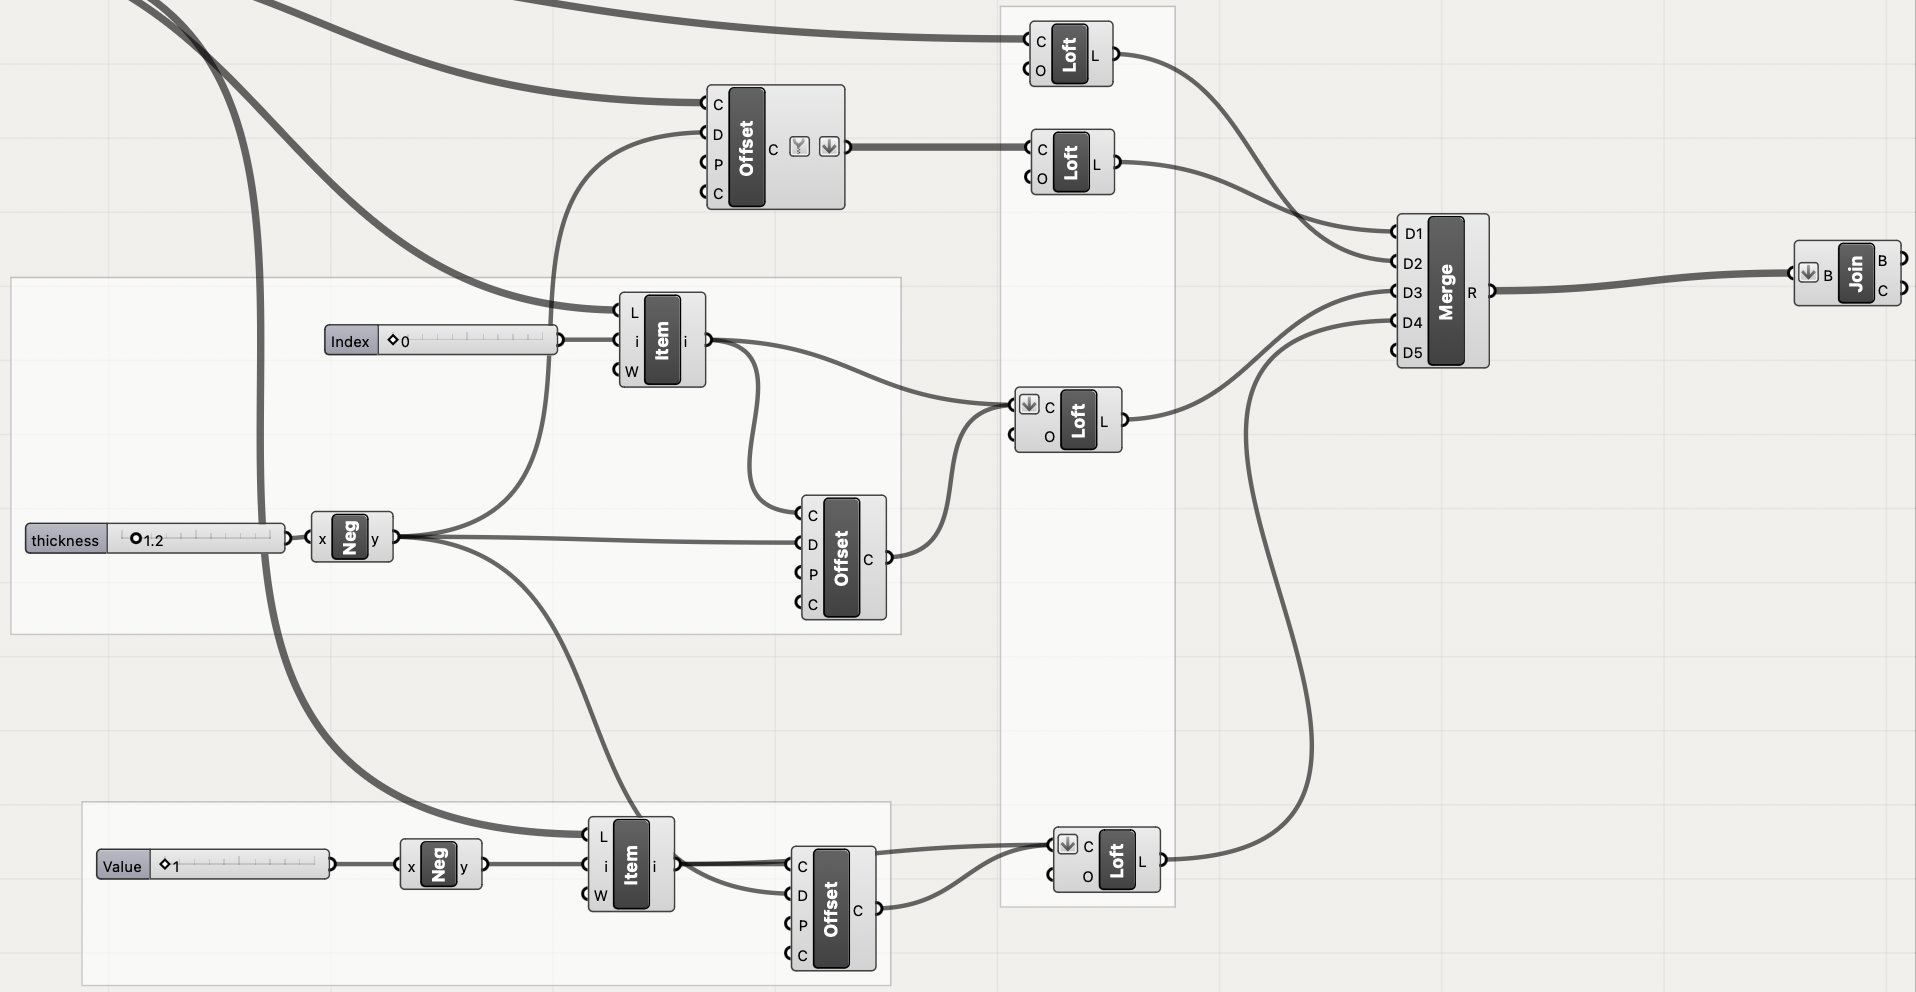 C
O
Loft
L
C
D
P
C
Offset
C
C
O
Loft
L
D1
D2
D3
D4
D5
Merge
R
B
Join
B
C
Index
0
L
i
W
Item
i
C
O
Loft
L
thickness
1.2
x
Neg
y
C
D
P
C
Offset
C
Value
1
x
Neg
y
L
i
W
Item
i
C
D
P
C
Offset
C
C
O
Loft
L